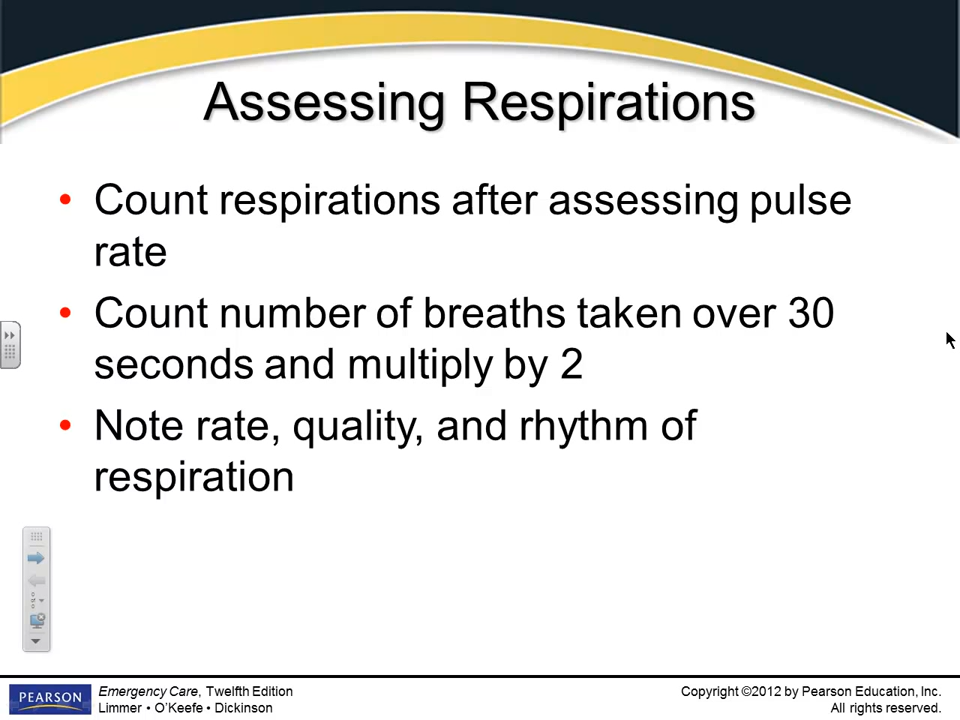 Assessing Respirations
• Count respirations after assessing pulse
rate
• Count number of breaths taken over 30
seconds and multiply by 2
• Note rate, quality, and rhythm of
respiration
PEARSON
Emergency Care, Twelfth Edition
Limmer • O'Keefe • Dickinson
Copyright ©2012 by Pearson Education, Inc.
All rights reserved.